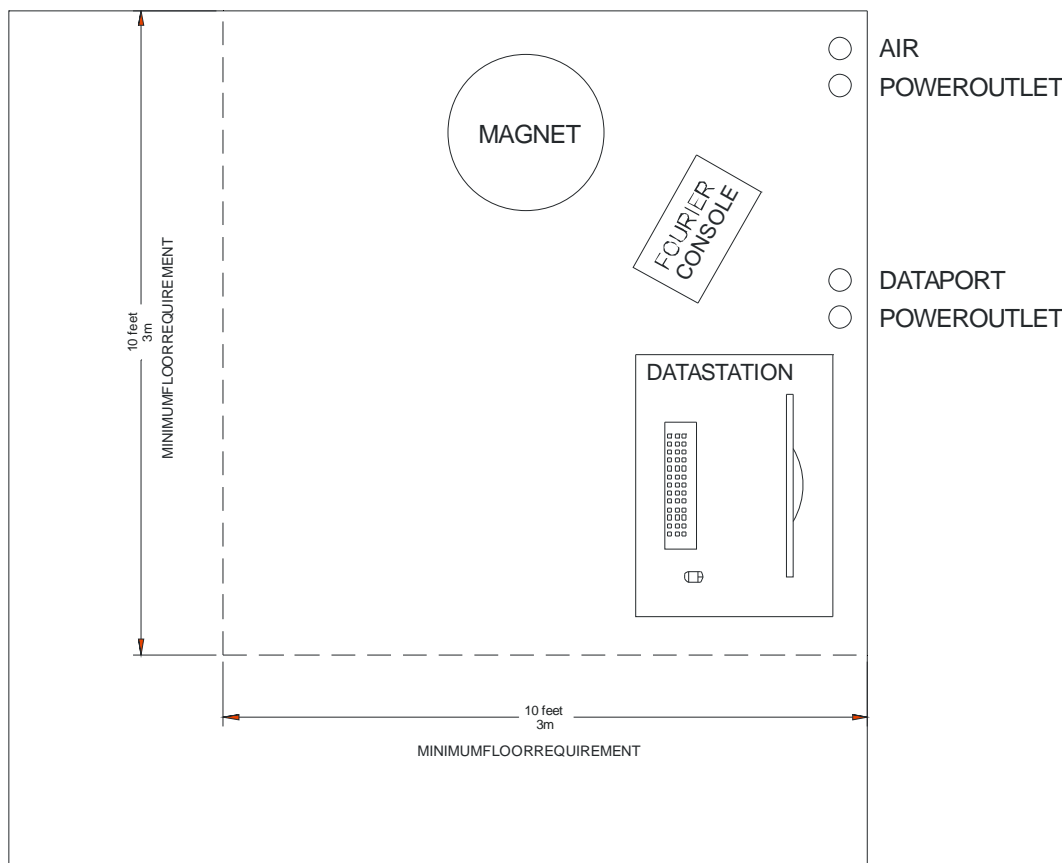 AIR
POWEROUTLET
MAGNET
FOURIER
CONSOLE
DATAPORT
POWEROUTLET
DATASTATION
10 feet
3m
MINIMUMFLOORREQUIREMENT
10 feet
3m
MINIMUMFLOORREQUIREMENT